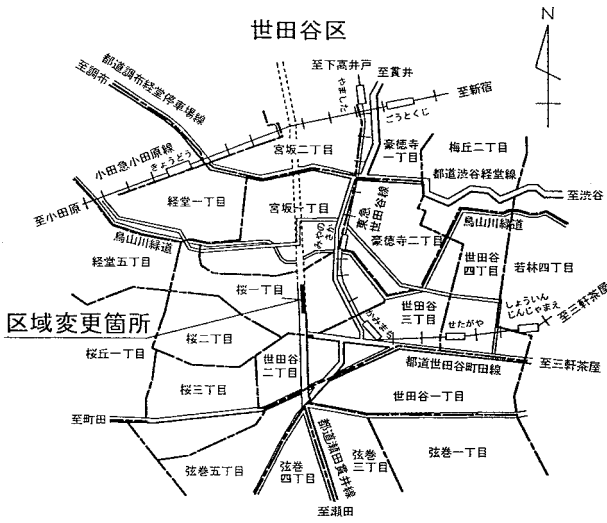 世田谷区
N
至下高井戸
至貫井
やました
至新宿
ごうとくじ
都道調布経堂停車場線
至調布
宮坂二丁目
豪徳寺一丁目
梅丘二丁目
小田急小田原線
きょうどう
都道渋谷経堂線
至渋谷
至小田原
経堂一丁目
宮坂一丁目
東急世田谷線
みやのさか
豪徳寺二丁目
烏山川緑道
烏山川緑道
経堂五丁目
世田谷四丁目
若林四丁目
桜一丁目
世田谷三丁目
しょういんじんじゃまえ
至三軒茶屋
区域変更箇所
かみまち
せたがや
桜二丁目
桜丘一丁目
世田谷二丁目
都道世田谷町田線
至三軒茶屋
桜三丁目
世田谷一丁目
至町田
都道瀬田貫井線
弦巻五丁目
弦巻四丁目
弦巻三丁目
弦巻一丁目
至瀬田